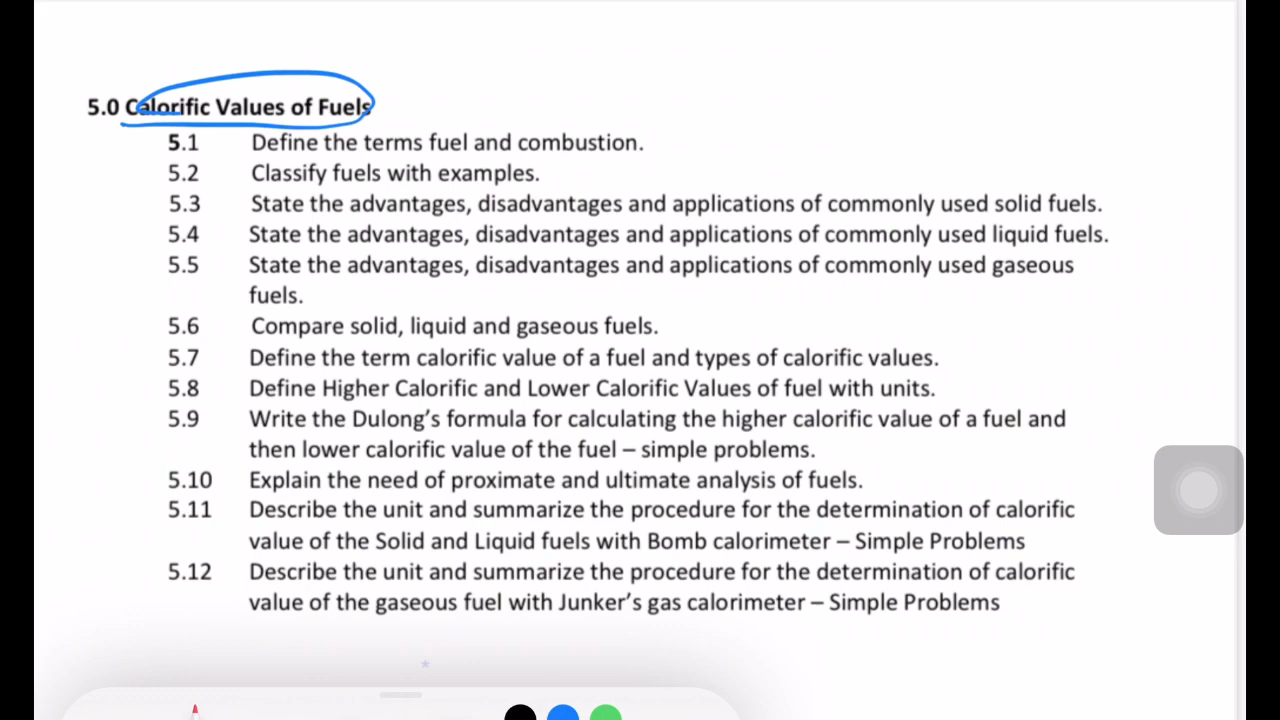 5.0 Calorific Values of Fuels
5.1 Define the terms fuel and combustion.
5.2 Classify fuels with examples.
5.3 State the advantages, disadvantages and applications of commonly used solid fuels.
5.4 State the advantages, disadvantages and applications of commonly used liquid fuels.
5.5 State the advantages, disadvantages and applications of commonly used gaseous
fuels.
5.6 Compare solid, liquid and gaseous fuels.
5.7 Define the term calorific value of a fuel and types of calorific values.
5.8 Define Higher Calorific and Lower Calorific Values of fuel with units.
5.9 Write the Dulong’s formula for calculating the higher calorific value of a fuel and
then lower calorific value of the fuel – simple problems.
5.10 Explain the need of proximate and ultimate analysis of fuels.
5.11 Describe the unit and summarize the procedure for the determination of calorific
value of the Solid and Liquid fuels with Bomb calorimeter – Simple Problems
5.12 Describe the unit and summarize the procedure for the determination of calorific
value of the gaseous fuel with Junker’s gas calorimeter – Simple Problems